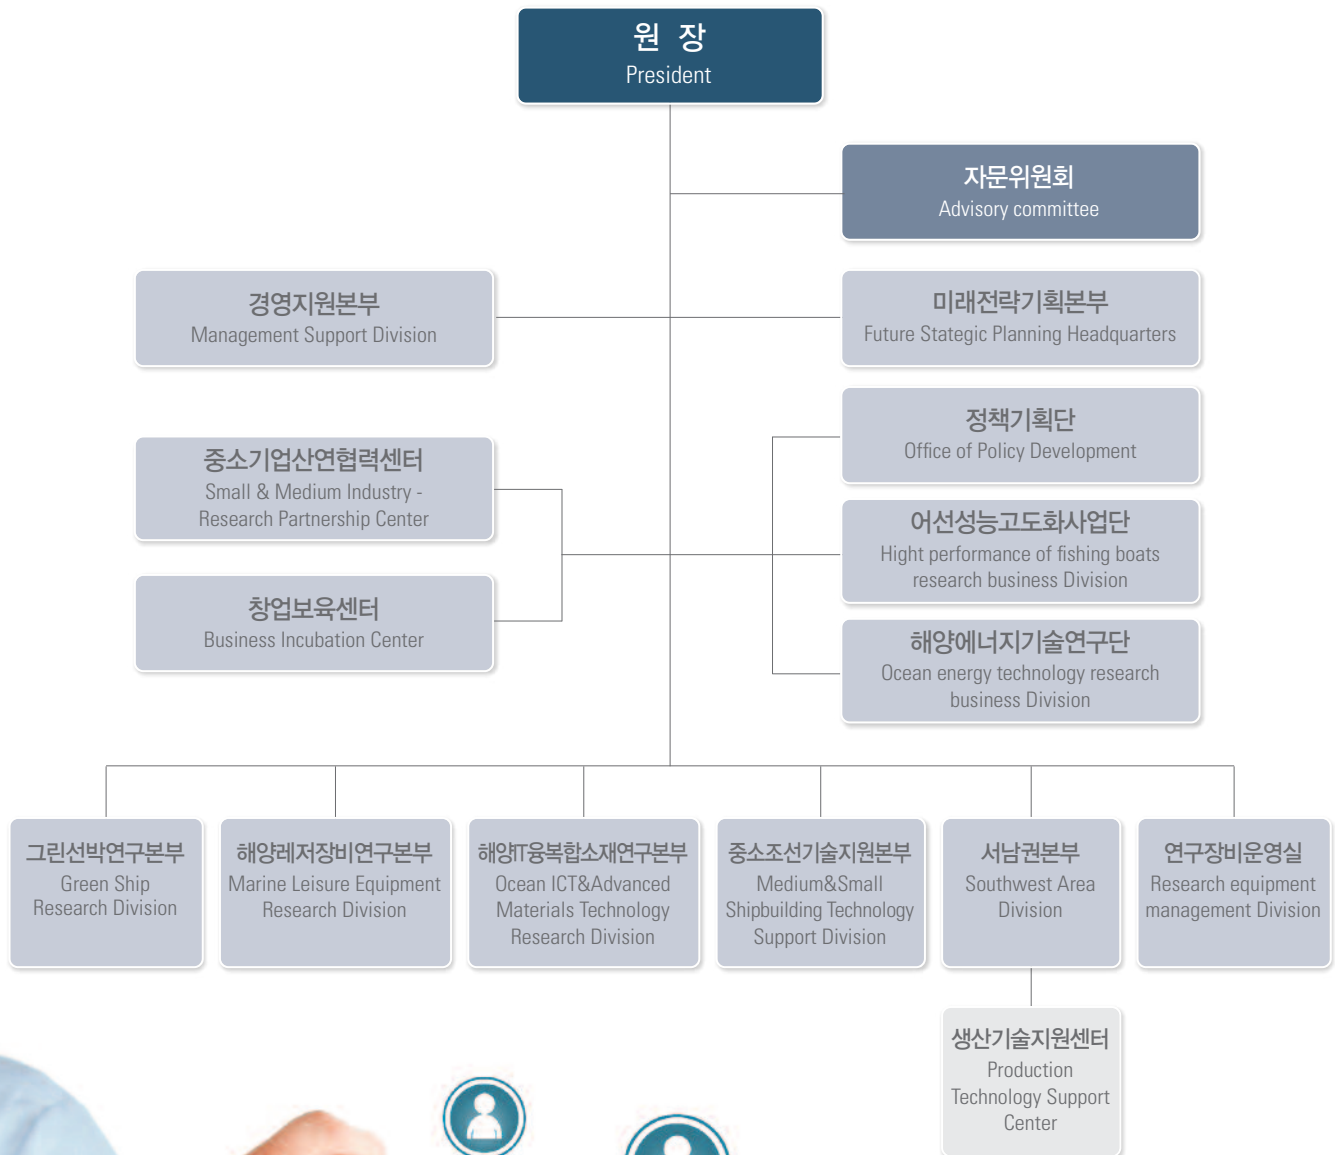 원 장
President
자문위원회
Advisory committee
경영지원본부
Management Support Division
미래전략기획본부
Future Stategic Planning Headquarters
정책기획단
Office of Policy Development
중소기업산연협력센터
Small & Medium Industry -
Research Partnership Center
어선성능고도화사업단
Hight performance of fishing boats
research business Division
창업보육센터
Business Incubation Center
해양에너지기술연구단
Ocean energy technology research
business Division
그린선박연구본부
Green Ship
Research Division
해양레저장비연구본부
Marine Leisure Equipment
Research Division
해양IT융복합소재연구본부
Ocean ICT&Advanced
Materials Technology
Research Division
중소조선기술지원본부
Medium&Small
Shipbuilding Technology
Support Division
서남권본부
Southwest Area
Division
연구장비운영실
Research equipment
management Division
생산기술지원센터
Production
Technology Support
Center